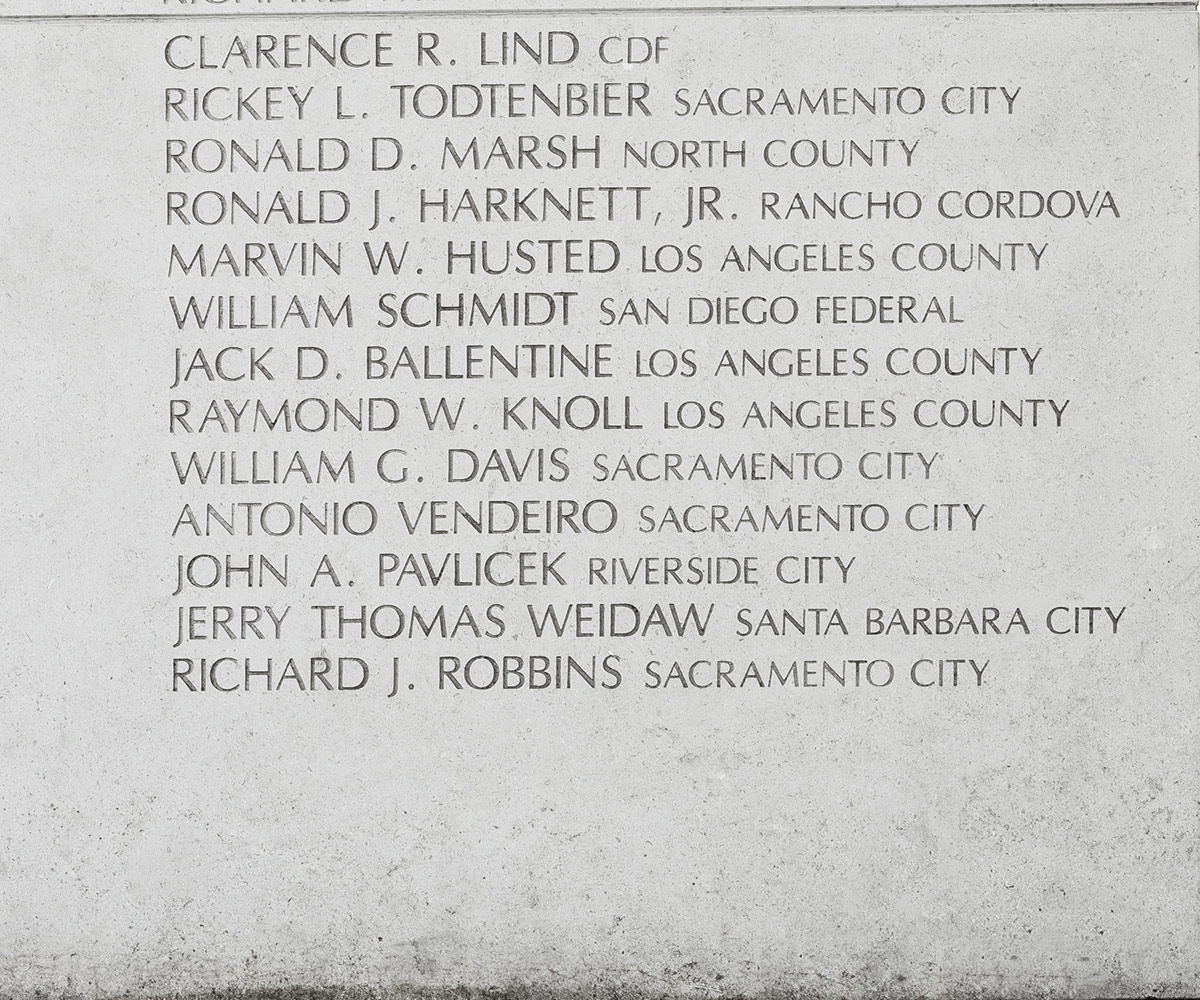 CLARENCE R. LIND CDF
RICKEY L. TODTENBIER SACRAMENTO CITY
RONALD D. MARSH NORTH COUNTY
RONALD J. HARKNETT, JR. RANCHO CORDOVA
MARVIN W. HUSTED LOS ANGELES COUNTY
WILLIAM SCHMIDT SAN DIEGO FEDERAL
JACK D. BALLENTINE LOS ANGELES COUNTY
RAYMOND W. KNOLL LOS ANGELES COUNTY
WILLIAM G. DAVIS SACRAMENTO CITY
ANTONIO VENDEIRO SACRAMENTO CITY
JOHN A. PAVLICEK RIVERSIDE CITY
JERRY THOMAS WEIDAW SANTA BARBARA CITY
RICHARD J. ROBBINS SACRAMENTO CITY